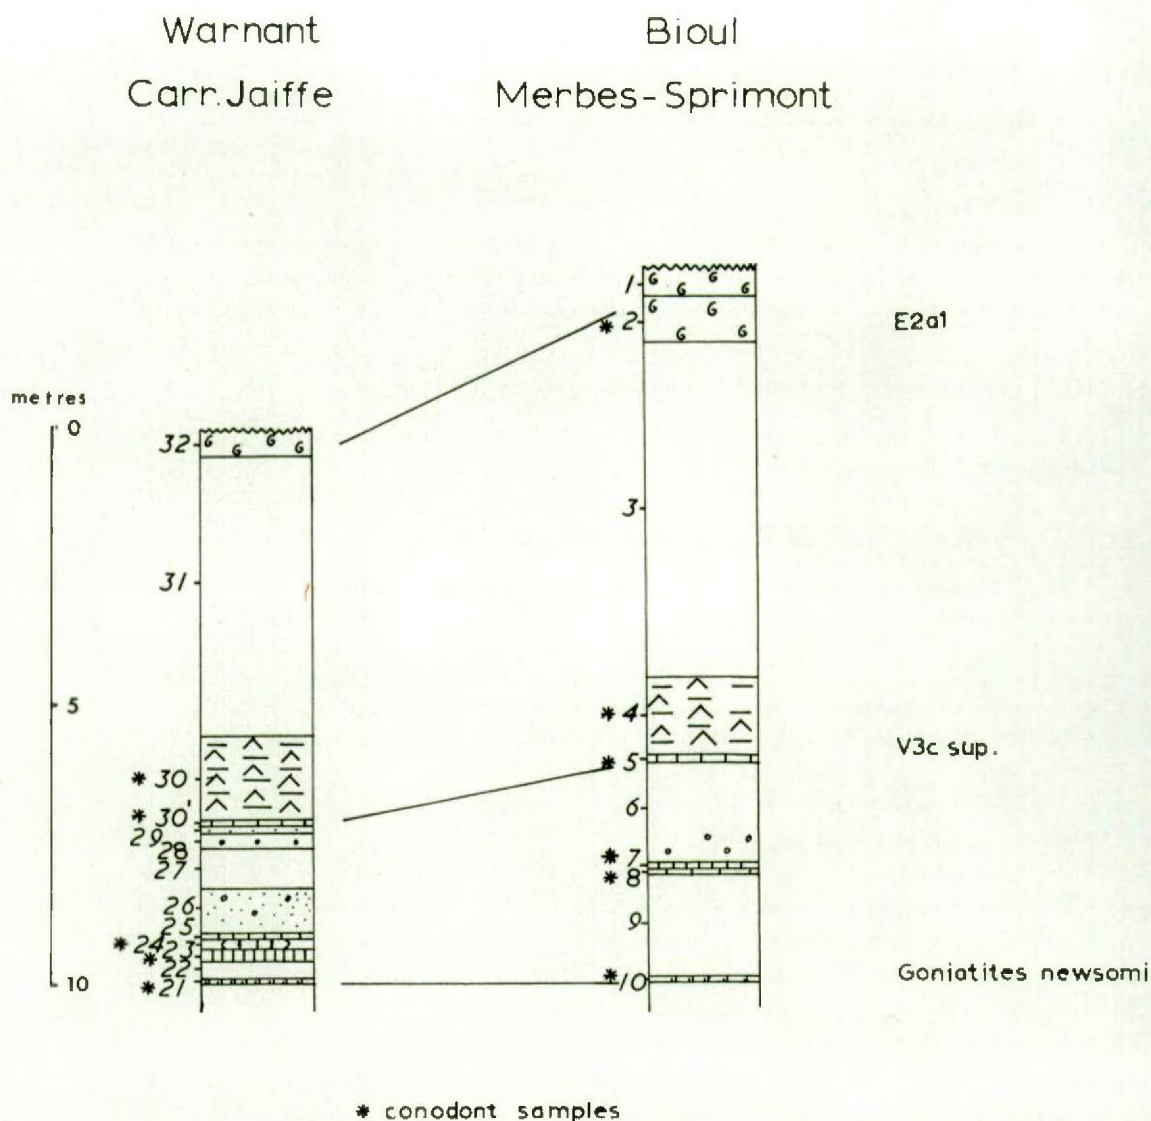 Warnant
Carr. Jaiffe
Bioul
Merbes-Sprimont
metres
0
5
10
32
31
* 30
* 30'
29
28
27
26
25
* 24
23
*
22
* 21
G G G G
1
* 2
3
* 4
* 5
6
* 7
* 8
9
* 10
G G G G
G G G G
E2a1
V3c sup.
Goniatites newsomi
* conodont samples